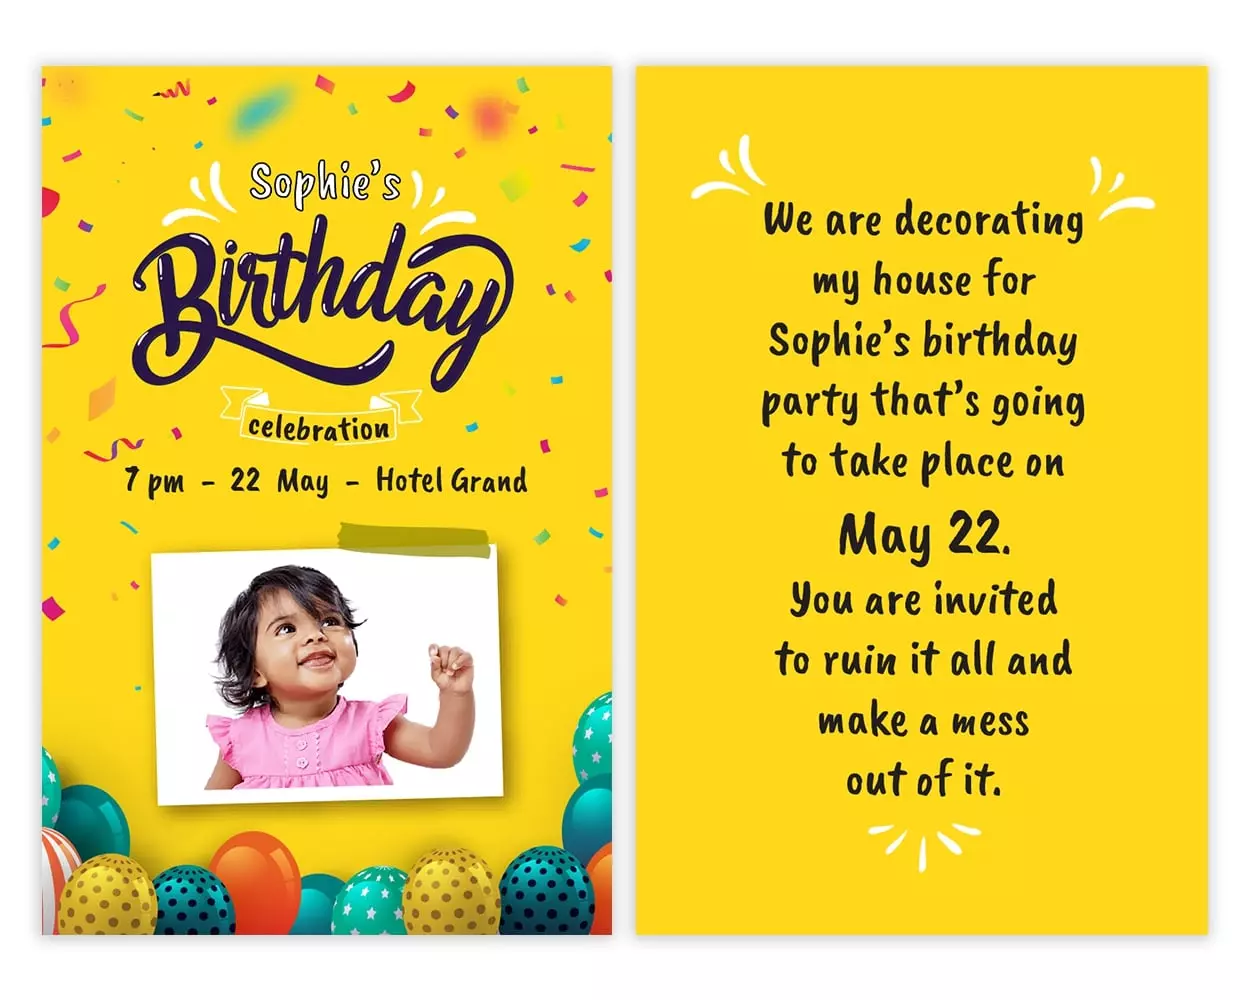 Sophie's
Birthday
celebration
7 pm - 22 May - Hotel Grand
We are decorating
my house for
Sophie's birthday
party that's going
to take place on
May 22.
You are invited
to ruin it all and
make a mess
out of it.